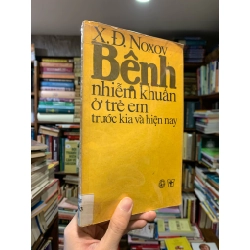 X.Đ. Noxov
Bệnh
nhiễm khuẩn
ở trẻ em
trước kia và hiện nay